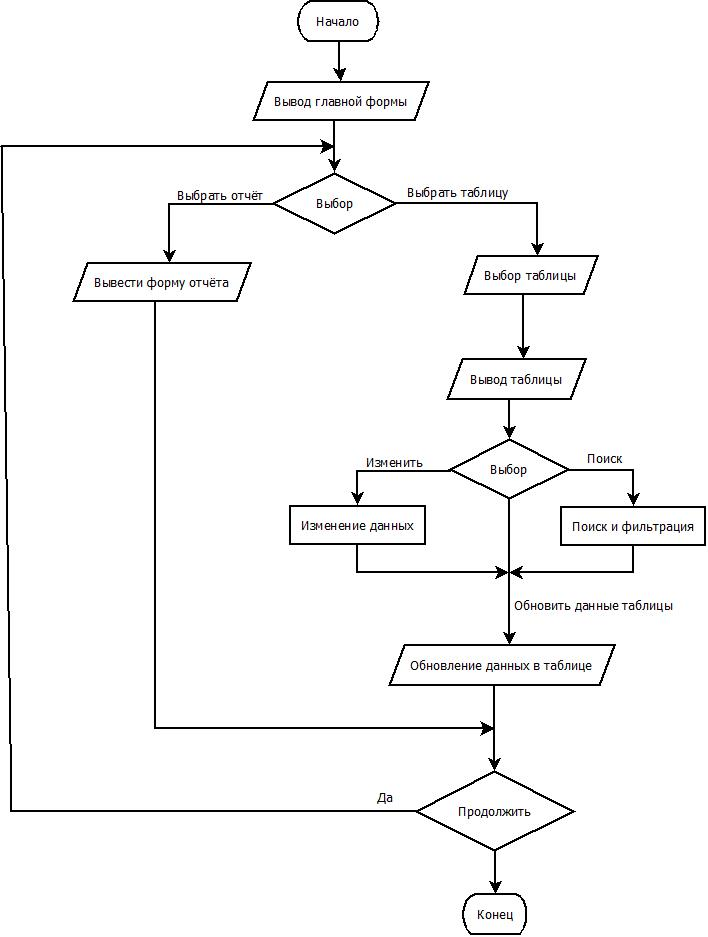 Начало
Вывод главной формы
Выбрать отчёт
Выбор
Выбрать таблицу
Вывести форму отчёта
Выбор таблицы
Вывод таблицы
Изменить
Выбор
Поиск
Изменение данных
Поиск и фильтрация
Обновить данные таблицы
Обновление данных в таблице
Да
Продолжить
Конец